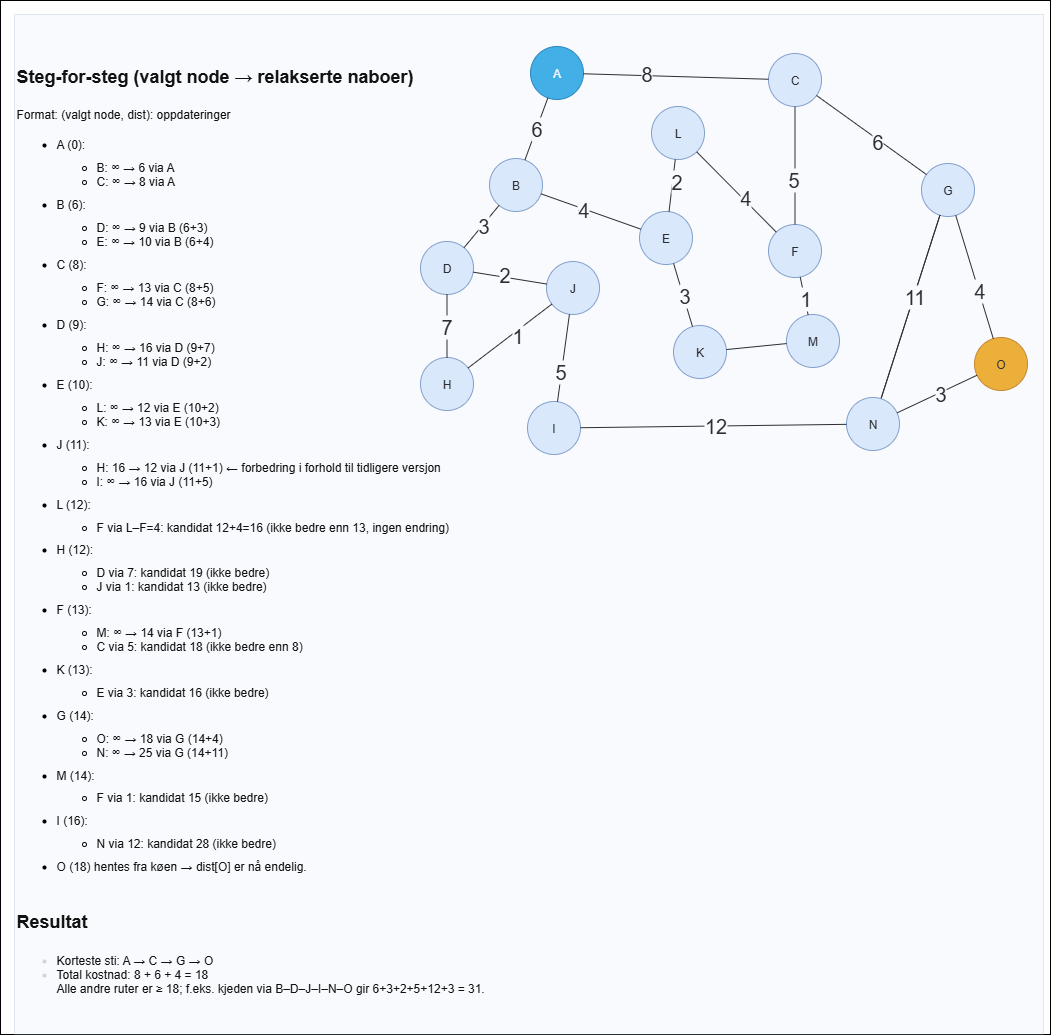 Steg-for-steg (valgt node → relakserte naboer)
Format: (valgt node, dist): oppdateringer
A (0):
B: ∞ → 6 via A
C: ∞ → 8 via A
B (6):
D: ∞ → 9 via B (6+3)
E: ∞ → 10 via B (6+4)
C (8):
F: ∞ → 13 via C (8+5)
G: ∞ → 14 via C (8+6)
D (9):
H: ∞ → 16 via D (9+7)
J: ∞ → 11 via D (9+2)
E (10):
L: ∞ → 12 via E (10+2)
K: ∞ → 13 via E (10+3)
J (11):
H: 16 → 12 via J (11+1) ← forbedring i forhold til tidligere versjon
I: ∞ → 16 via J (11+5)
L (12):
F via L–F=4: kandidat 12+4=16 (ikke bedre enn 13, ingen endring)
H (12):
D via 7: kandidat 19 (ikke bedre)
J via 1: kandidat 13 (ikke bedre)
F (13):
M: ∞ → 14 via F (13+1)
C via 5: kandidat 18 (ikke bedre enn 8)
K (13):
E via 3: kandidat 16 (ikke bedre)
G (14):
O: ∞ → 18 via G (14+4)
N: ∞ → 25 via G (14+11)
M (14):
F via 1: kandidat 15 (ikke bedre)
I (16):
N via 12: kandidat 28 (ikke bedre)
O (18) hentes fra køen → dist[O] er nå endelig.
Resultat
Korteste sti: A → C → G → O
Total kostnad: 8 + 6 + 4 = 18
Alle andre ruter er ≥ 18; f.eks. kjeden via B–D–J–I–N–O gir 6+3+2+5+12+3 = 31.
A
8
C
6
L
6
B
2
G
4
5
4
3
E
F
D
2
J
3
11
4
1
7
1
M
K
5
O
H
3
I
12
N